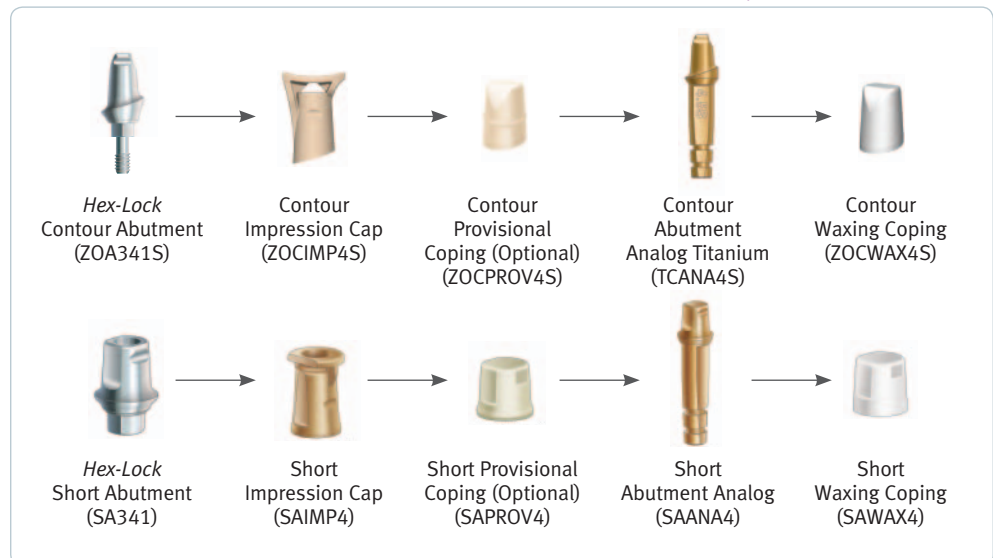 Hex-Lock
Contour Abutment
(ZOA341S)
Contour
Impression Cap
(ZOCIMP4S)
Contour
Provisional
Coping (Optional)
(ZOCPROV4S)
Contour
Abutment
Analog Titanium
(TCANA4S)
Contour
Waxing Coping
(ZOCWAX4S)
Hex-Lock
Short Abutment
(SA341)
Short
Impression Cap
(SAIMP4)
Short Provisional
Coping (Optional)
(SAPROV4)
Short
Abutment Analog
(SAANA4)
Short
Waxing Coping
(SAWAX4)